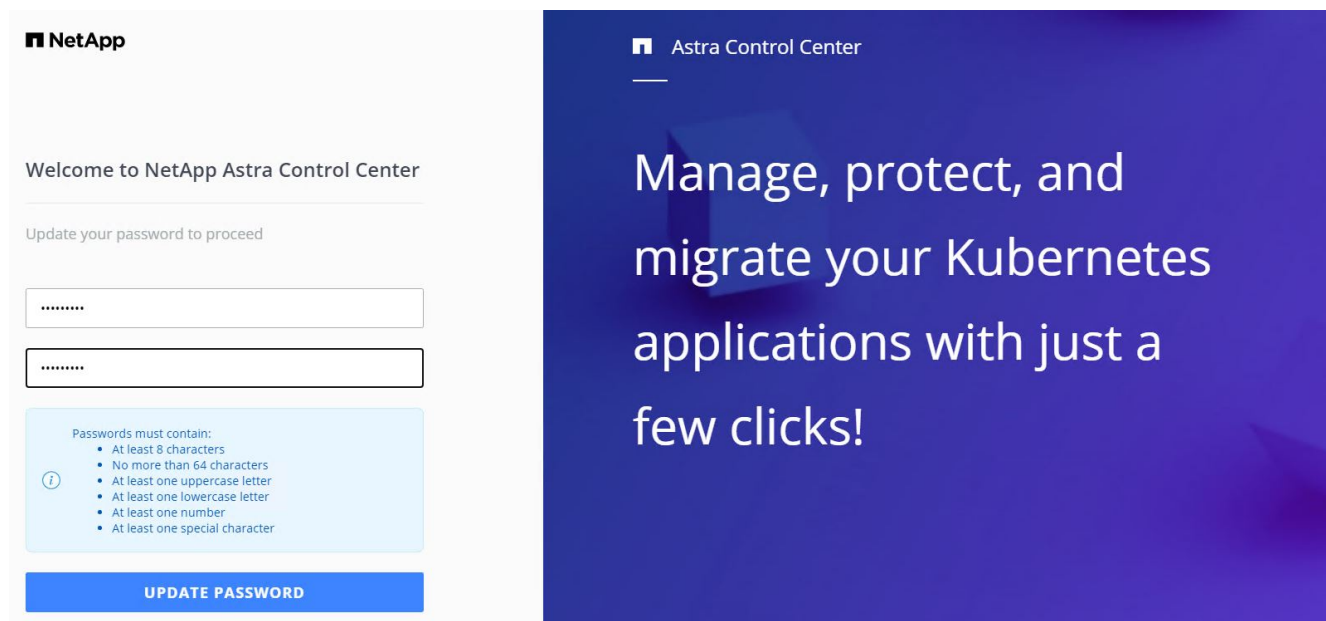 NetApp
Welcome to NetApp Astra Control Center
Update your password to proceed
•••••••••
•••••••••
Passwords must contain:
• At least 8 characters
• No more than 64 characters
• At least one uppercase letter
• At least one lowercase letter
• At least one number
• At least one special character
UPDATE PASSWORD
Astra Control Center
Manage, protect, and
migrate your Kubernetes
applications with just a
few clicks!